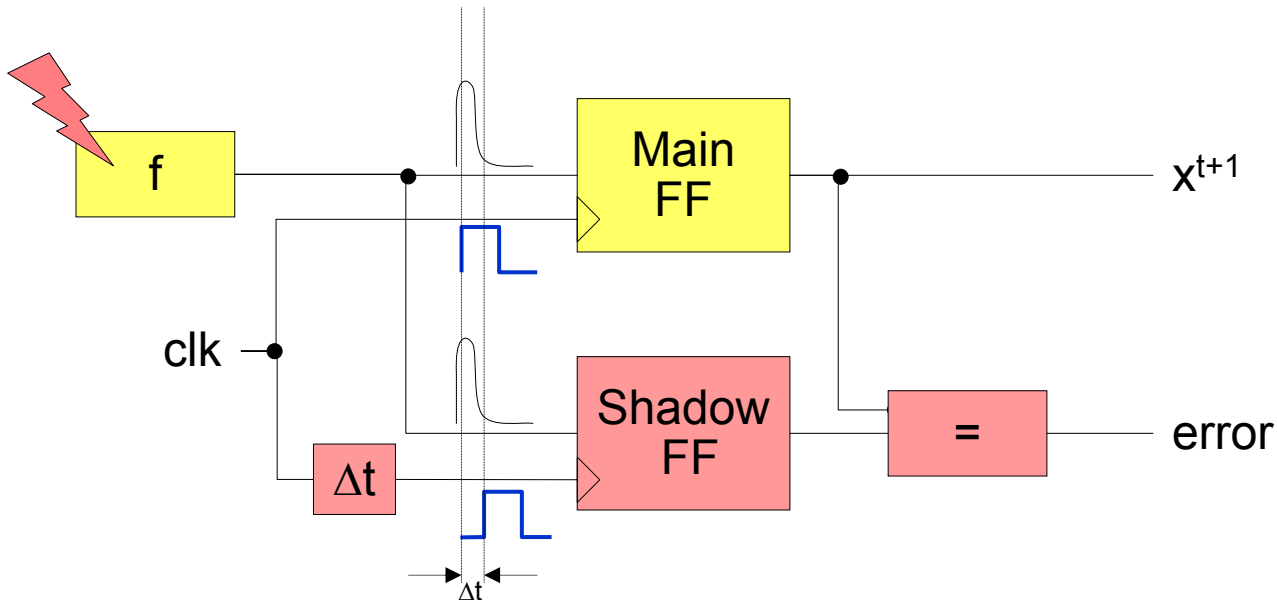 f
Main
FF
x^{t+1}
clk
Shadow
FF
=
error
Δt
Δt